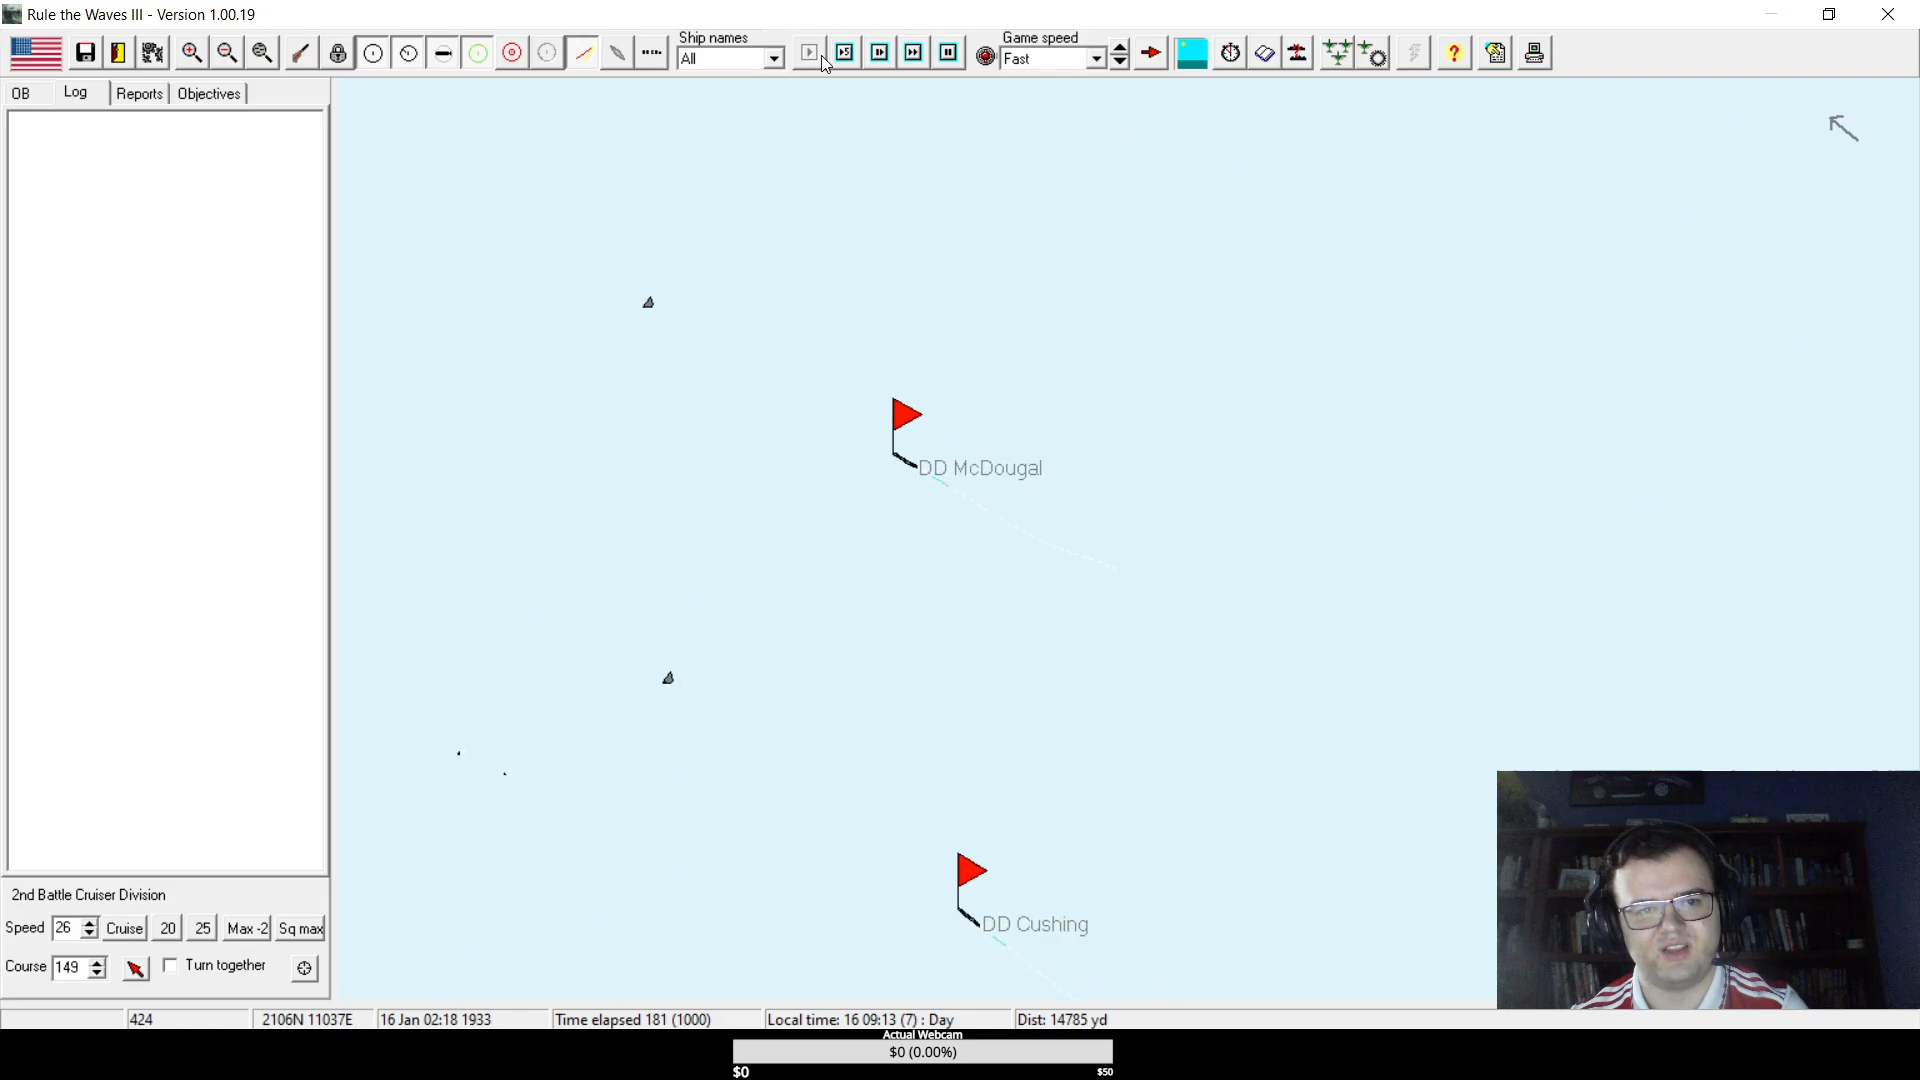 Rule the Waves III - Version 1.00.19
Ship names
All
Game speed
Fast
OB Log Reports Objectives
DD McDougal
DD Cushing
2nd Battle Cruiser Division
Speed 26 Cruise 20 25 Max -2 Sq max
Course 149 Turn together
424 2106N 11037E 16 Jan 02:18 1933 Time elapsed 181 (1000) Local time: 16 09:13 (7) : Day Dist: 14785 yd
Actual Webcam
$0 (0.00%)
$0 $50